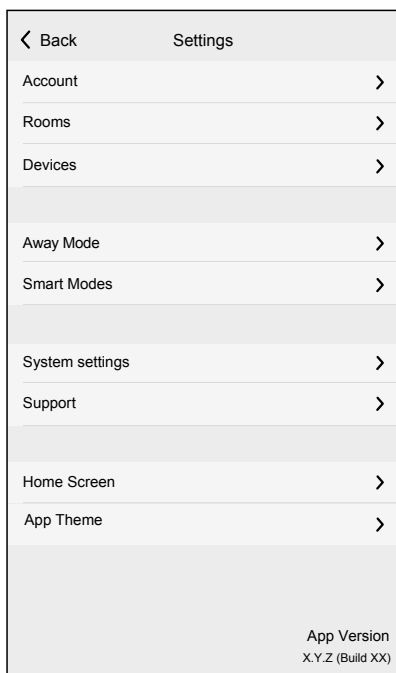 Back Settings
Account
Rooms
Devices
Away Mode
Smart Modes
System settings
Support
Home Screen
App Theme
App Version
X.Y.Z (Build XX)